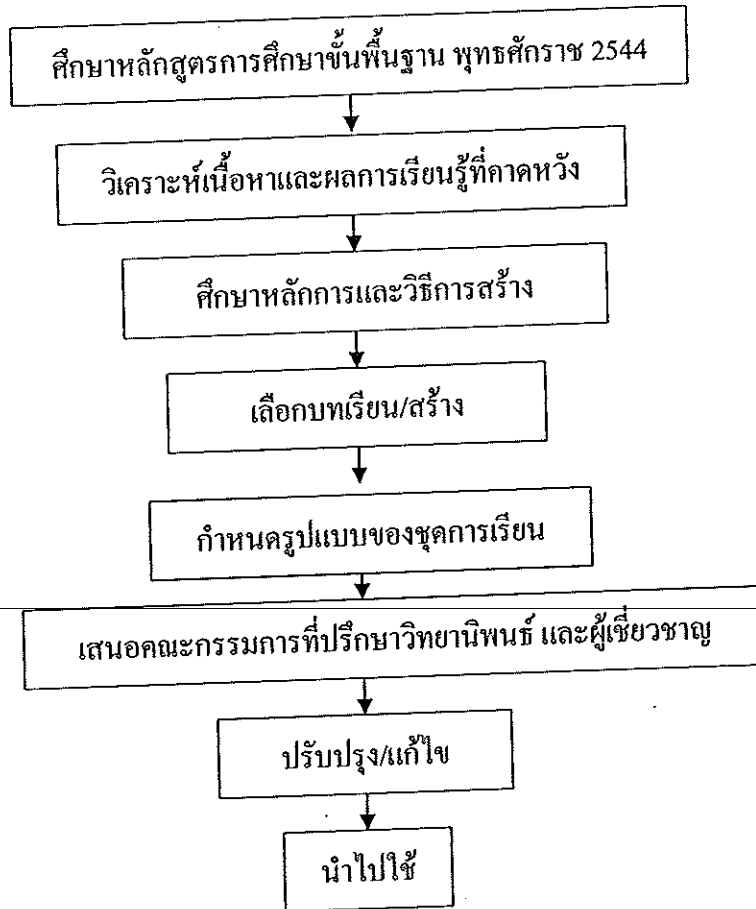 ศึกษาหลักสูตรการศึกษาขั้นพื้นฐาน พุทธศักราช 2544
วิเคราะห์เนื้อหาและผลการเรียนรู้ที่คาดหวัง
ศึกษาหลักการและวิธีการสร้าง
เลือกบทเรียน/สร้าง
กำหนดรูปแบบของชุดการเรียน
เสนอคณะกรรมการที่ปรึกษาวิทยานิพนธ์ และผู้เชี่ยวชาญ
ปรับปรุง/แก้ไข
นำไปใช้